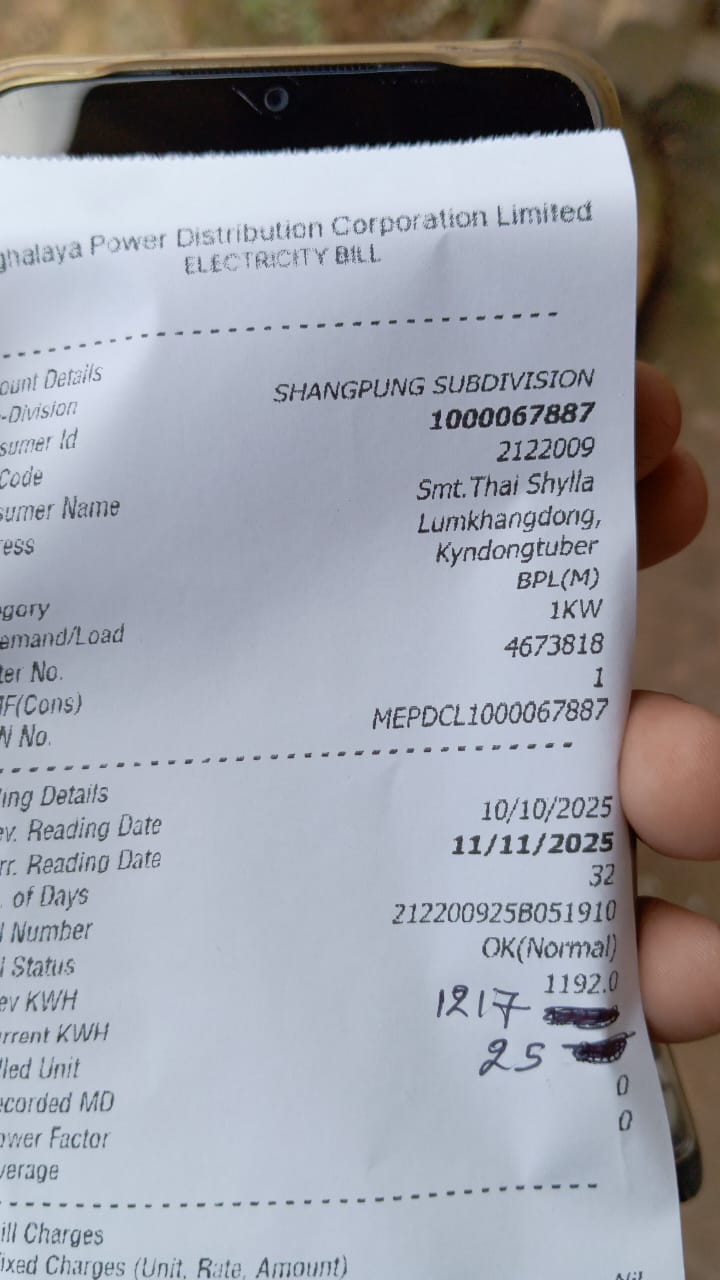 ghalaya Power Distribution Corporation Limited
ELECTRICITY BILL
ount Details
-Division SHANGPUNG SUBDIVISION
sumer Id 1000067887
Code 2122009
sumer Name Smt.Thai Shylla
ress Lumkhangdong,
Kyndongtuber
gory BPL(M)
emand/Load 1KW
ter No. 4673818
MF(Cons) 1
N No. MEPDCL1000067887
ing Details
ev. Reading Date 10/10/2025
rr. Reading Date 11/11/2025
. of Days 32
l Number 212200925B051910
l Status OK(Normal)
ev KWH 1192.0
rrent KWH 1217
lled Unit 25
ecorded MD 0
ower Factor 0
verage
ill Charges
ixed Charges (Unit, Rate, Amount)
Nil